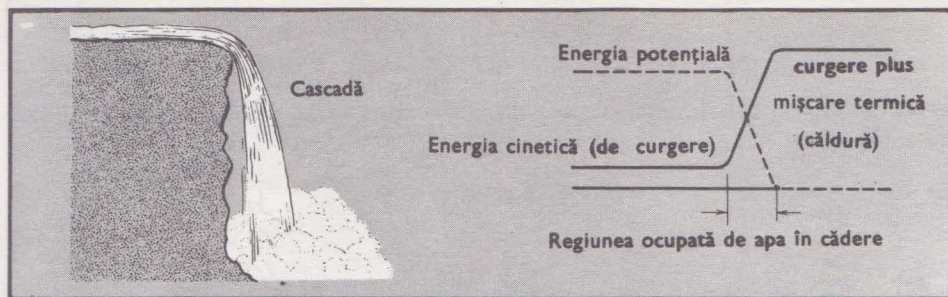 Cascadă
Energia potențială
curgere plus
mișcare termică
(căldură)
Energia cinetică (de curgere)
Regiunea ocupată de apa în cădere